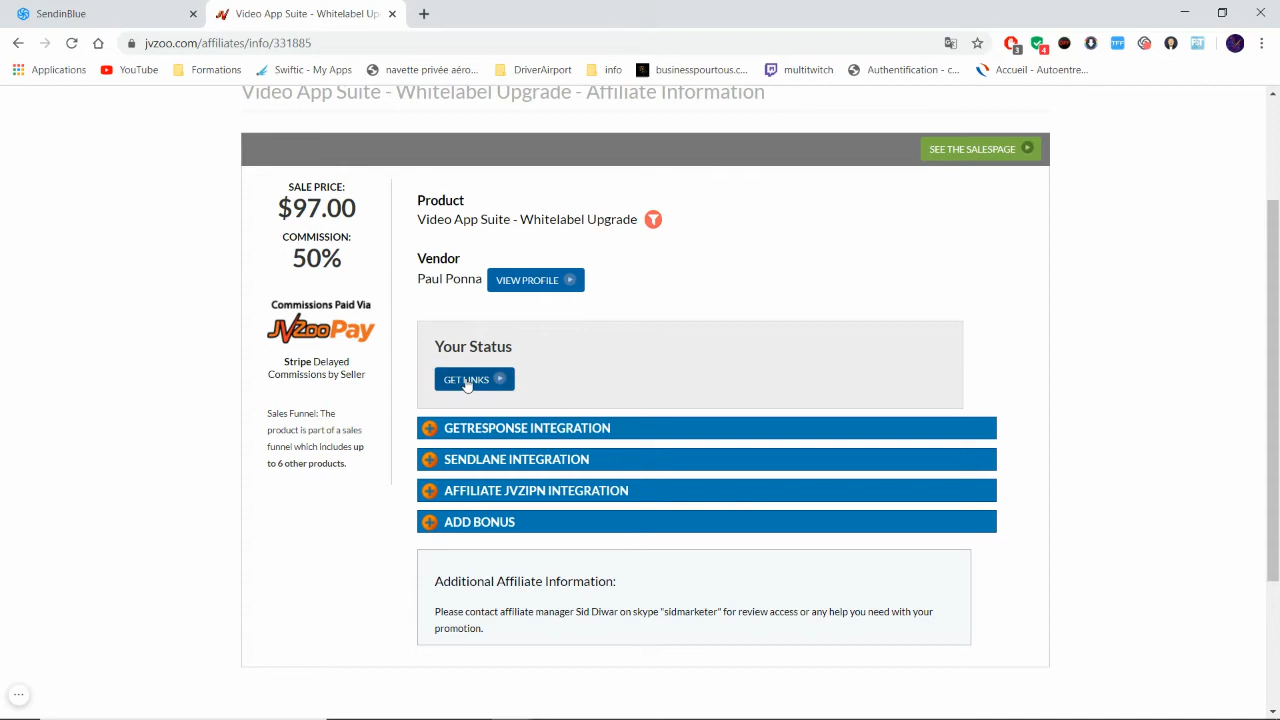 SendinBlue
Video App Suite - Whitelabel Up
jvzoo.com/affiliates/info/331885
3
4
OFF
TFF
Applications
YouTube
Formations
Swiftic - My Apps
navette privée aéro...
DriverAirport
info
businesspourtous.c...
multtwitch
Authentification - c...
Accueil - Autoentre...
Video App Suite - Whitelabel Upgrade - Affiliate Information
SEE THE SALESPAGE
SALE PRICE:
$97.00
COMMISSION:
50%
Commissions Paid Via
JVZooPay
Stripe Delayed
Commissions by Seller
Sales Funnel: The
product is part of a sales
funnel which includes up
to 6 other products.
Product
Video App Suite - Whitelabel Upgrade
Vendor
Paul Ponna
VIEW PROFILE
Your Status
GET LINKS
GETRESPONSE INTEGRATION
SENDLANE INTEGRATION
AFFILIATE JVZIPN INTEGRATION
ADD BONUS
Additional Affiliate Information:
Please contact affiliate manager Sid Diwar on skype "sidmarketer" for review access or any help you need with your
promotion.